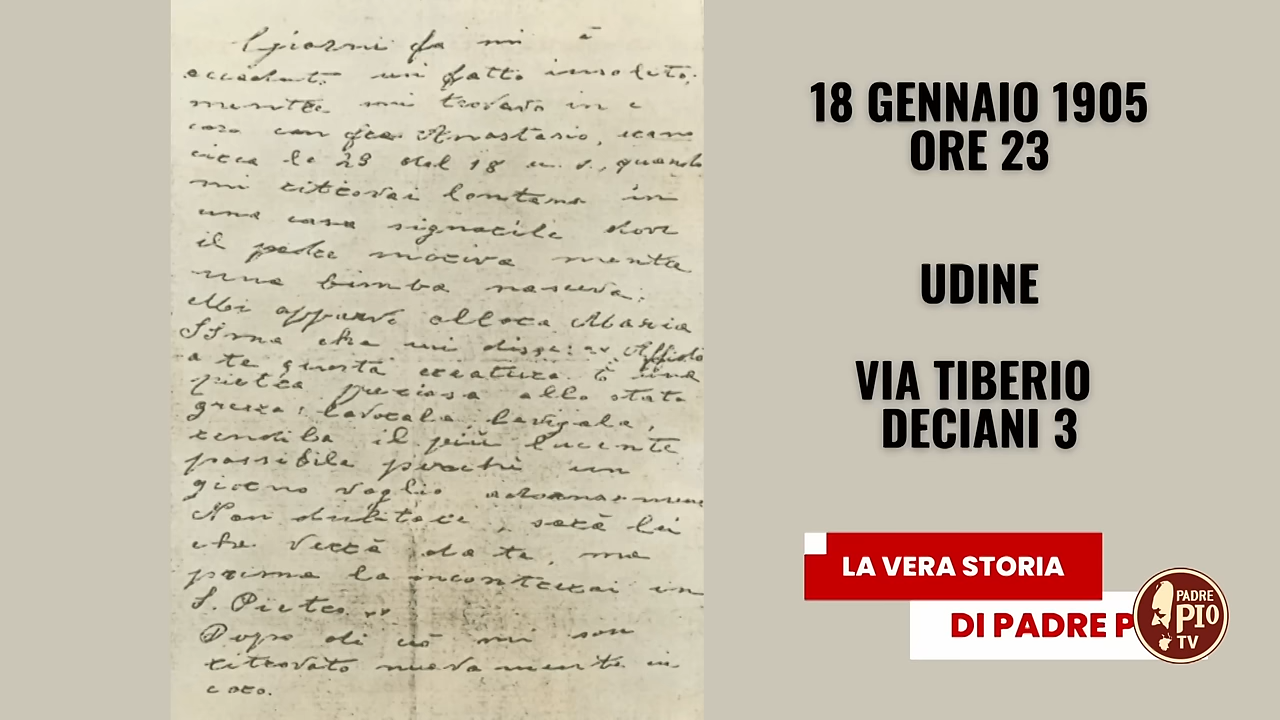 giorni fa mi è
accaduto un fatto insolito:
mentre mi trovavo in c
coro con fra Anastasio, erano
circa le 23 del 18 u. s., quando
mi ritrovai lontano in
una casa signorile dove
il padre moriva mentre
una bimba nasceva.
Mi apparve allora Maria
SSma che mi disse: «Affido
a te questa creatura. È una
pietra preziosa allo stato
grezzo: lavorala, levigala,
rendila il più lucente
possibile perché un
giorno voglio adornarmene
Non dubitare, sarà lei
che verrà da te, ma
prima la incontrerai in
S. Pietro.»
Dopo di ciò mi son
ritrovato nuovamente in
coro.
18 GENNAIO 1905
ORE 23
UDINE
VIA TIBERIO
DECIANI 3
LA VERA STORIA
DI PADRE P
PADRE
PIO
TV